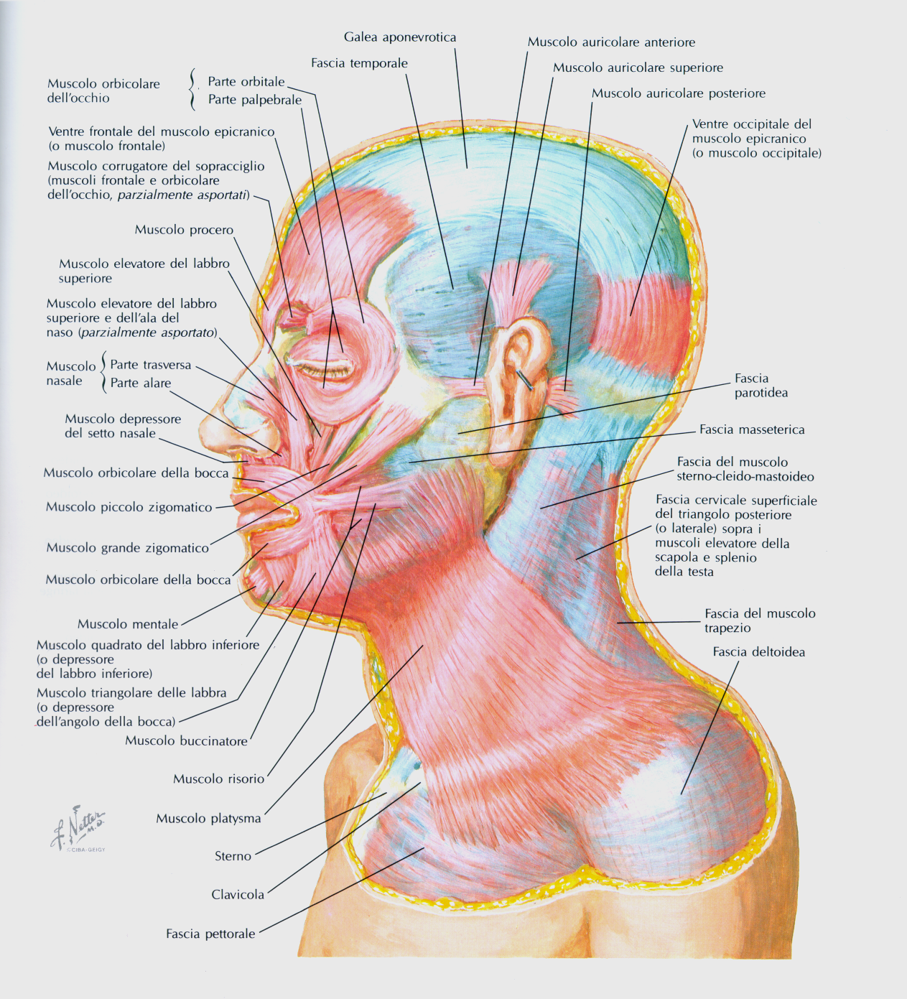 Galea aponevrotica
Fascia temporale
Muscolo auricolare anteriore
Muscolo auricolare superiore
Muscolo auricolare posteriore
Ventre occipitale del
muscolo epicranico
(o muscolo occipitale)
Muscolo orbicolare
dell'occhio
Parte orbitale
Parte palpebrale
Ventre frontale del muscolo epicranico
(o muscolo frontale)
Muscolo corrugatore del sopracciglio
(muscoli frontale e orbicolare
dell'occhio, parzialmente asportati)
Muscolo procero
Muscolo elevatore del labbro
superiore
Muscolo elevatore del labbro
superiore e dell'ala del
naso (parzialmente asportato)
Muscolo
nasale
Parte trasversa
Parte alare
Muscolo depressore
del setto nasale
Muscolo orbicolare della bocca
Muscolo piccolo zigomatico
Muscolo grande zigomatico
Muscolo orbicolare della bocca
Muscolo mentale
Muscolo quadrato del labbro inferiore
(o depressore
del labbro inferiore)
Muscolo triangolare delle labbra
(o depressore
dell'angolo della bocca)
Muscolo buccinatore
Muscolo risorio
Muscolo platysma
Sterno
Clavicola
Fascia pettorale
Fascia
parotidea
Fascia masseterica
Fascia del muscolo
sterno-cleido-mastoideo
Fascia cervicale superficiale
del triangolo posteriore
(o laterale) sopra i
muscoli elevatore della
scapola e splenio
della testa
Fascia del muscolo
trapezio
Fascia deltoidea
F. Netter
M.D.
©CIBA-GEIGY